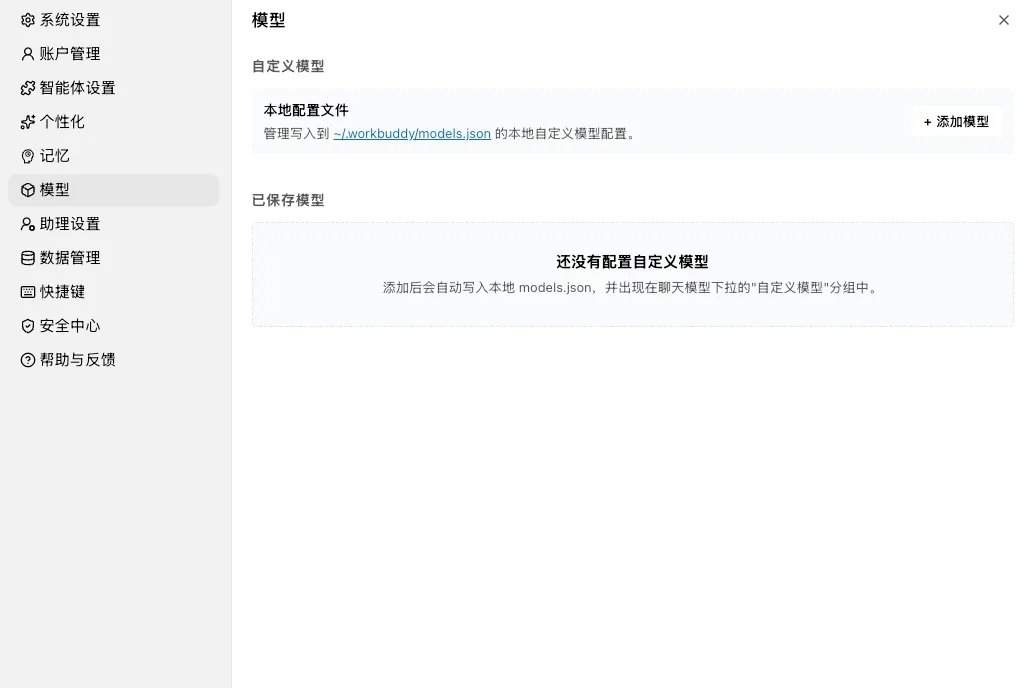 系统设置
账户管理
智能体设置
个性化
记忆
模型
助理设置
数据管理
快捷键
安全中心
帮助与反馈
模型
自定义模型
本地配置文件
管理写入到 ~/.workbuddy/models.json 的本地自定义模型配置。
+ 添加模型
已保存模型
还没有配置自定义模型
添加后会自动写入本地 models.json，并出现在聊天模型下拉的"自定义模型"分组中。